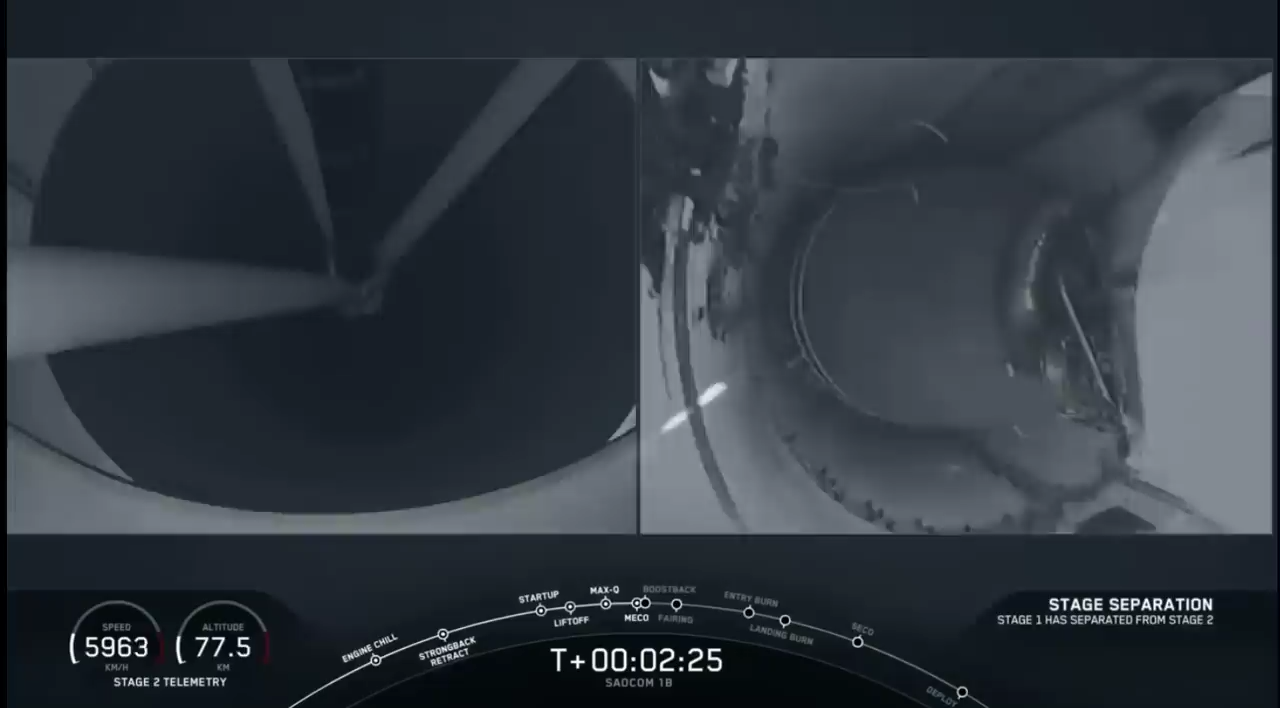 SPEED
5963
KM/H
ALTITUDE
77.5
KM
STAGE 2 TELEMETRY
ENGINE CHILL
STRONGBACK
RETRACT
STARTUP
LIFTOFF
MAX-Q
MECO
BOOSTBACK
FAIRING
ENTRY BURN
LANDING BURN
SECO
DEPLOY
T+00:02:25
SAOCOM 1B
STAGE SEPARATION
STAGE 1 HAS SEPARATED FROM STAGE 2